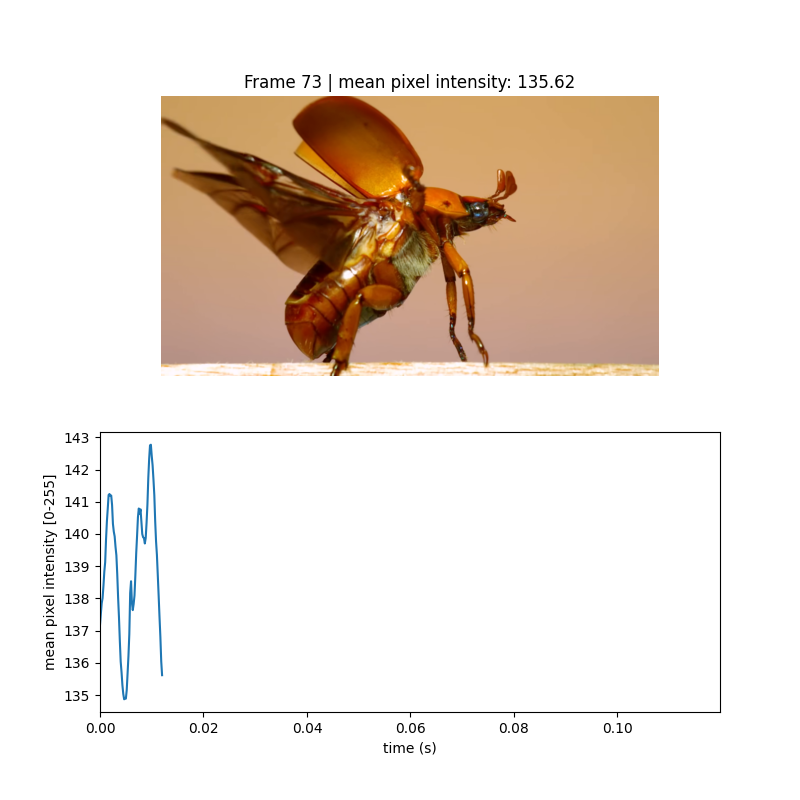 Frame 73 | mean pixel intensity: 135.62
143
142
141
140
139
138
137
136
135
mean pixel intensity [0-255]
0.00 0.02 0.04 0.06 0.08 0.10
time (s)